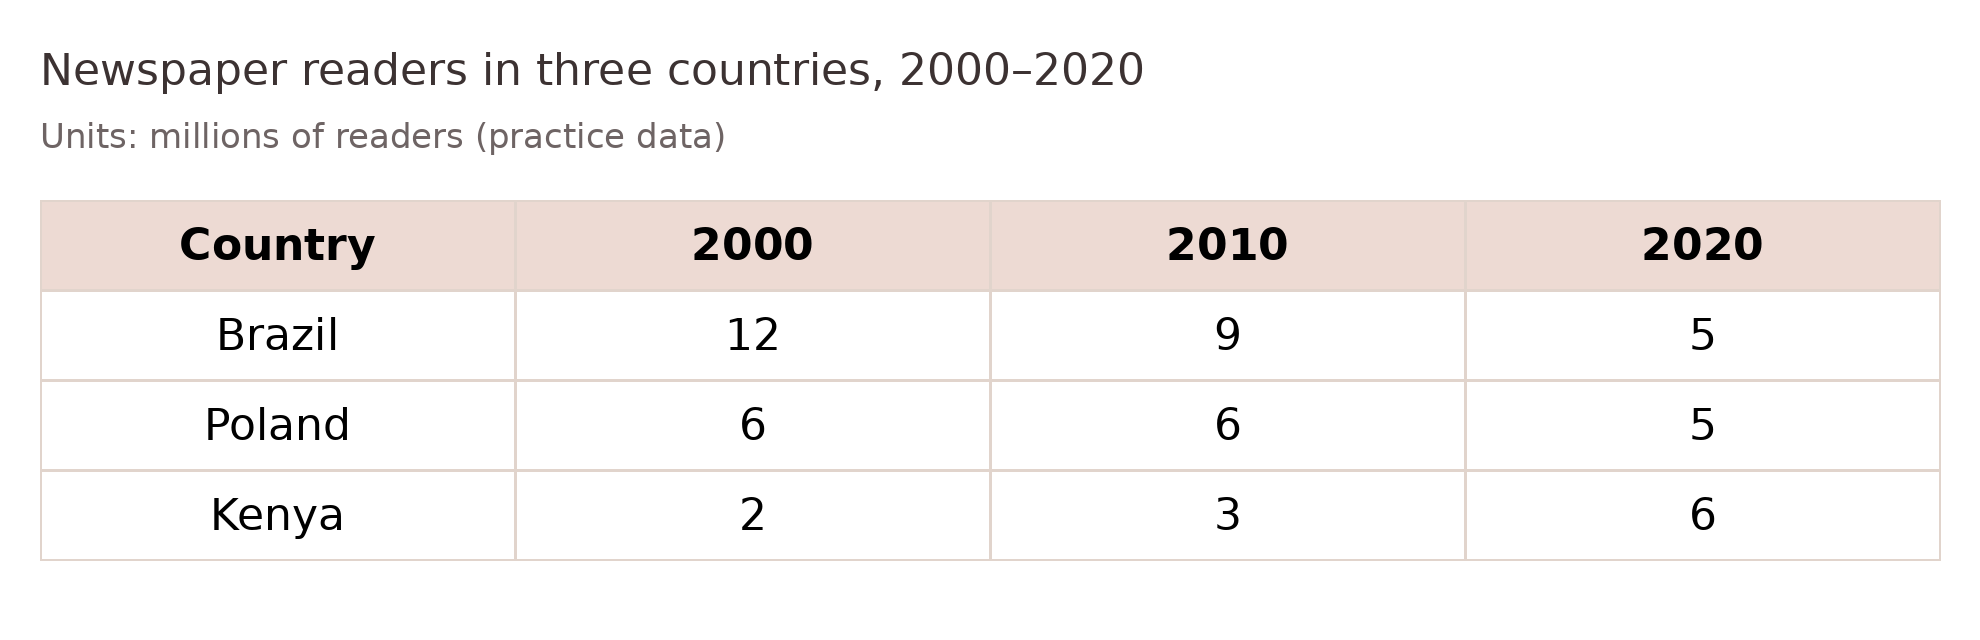 Newspaper readers in three countries, 2000–2020
Units: millions of readers (practice data)
Country 2000 2010 2020
Brazil 12 9 5
Poland 6 6 5
Kenya 2 3 6